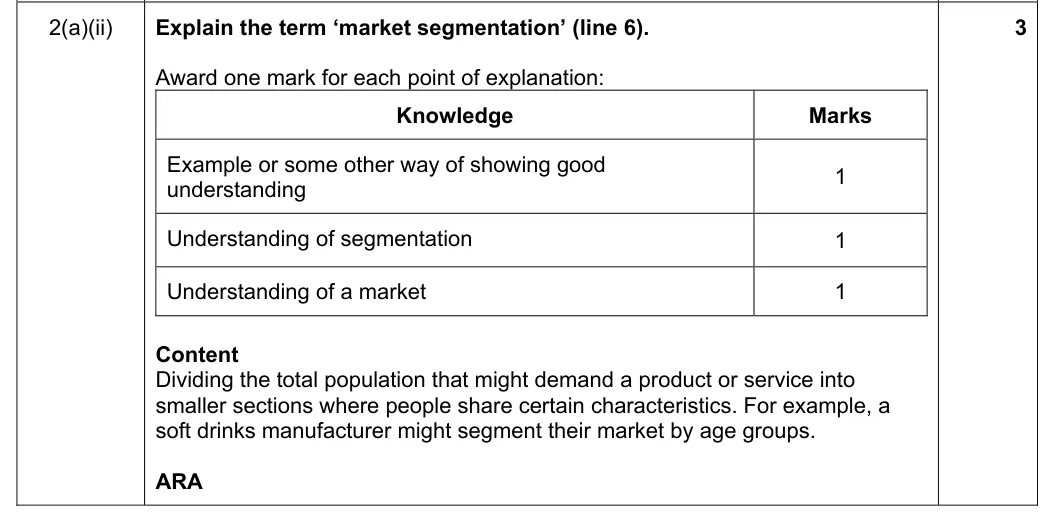 2(a)(ii) Explain the term ‘market segmentation’ (line 6). 3
Award one mark for each point of explanation:
Knowledge Marks
Example or some other way of showing good
understanding 1
Understanding of segmentation 1
Understanding of a market 1
Content
Dividing the total population that might demand a product or service into
smaller sections where people share certain characteristics. For example, a
soft drinks manufacturer might segment their market by age groups.
ARA